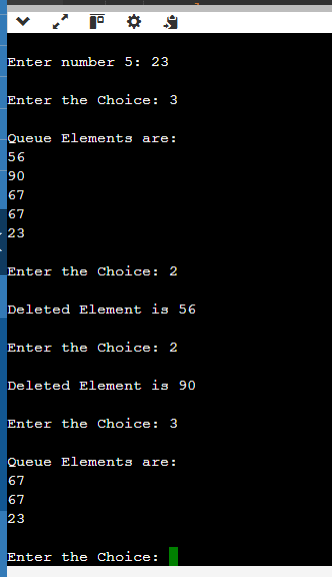 Enter number 5: 23
Enter the Choice: 3
Queue Elements are:
56
90
67
67
23
Enter the Choice: 2
Deleted Element is 56
Enter the Choice: 2
Deleted Element is 90
Enter the Choice: 3
Queue Elements are:
67
67
23
Enter the Choice: